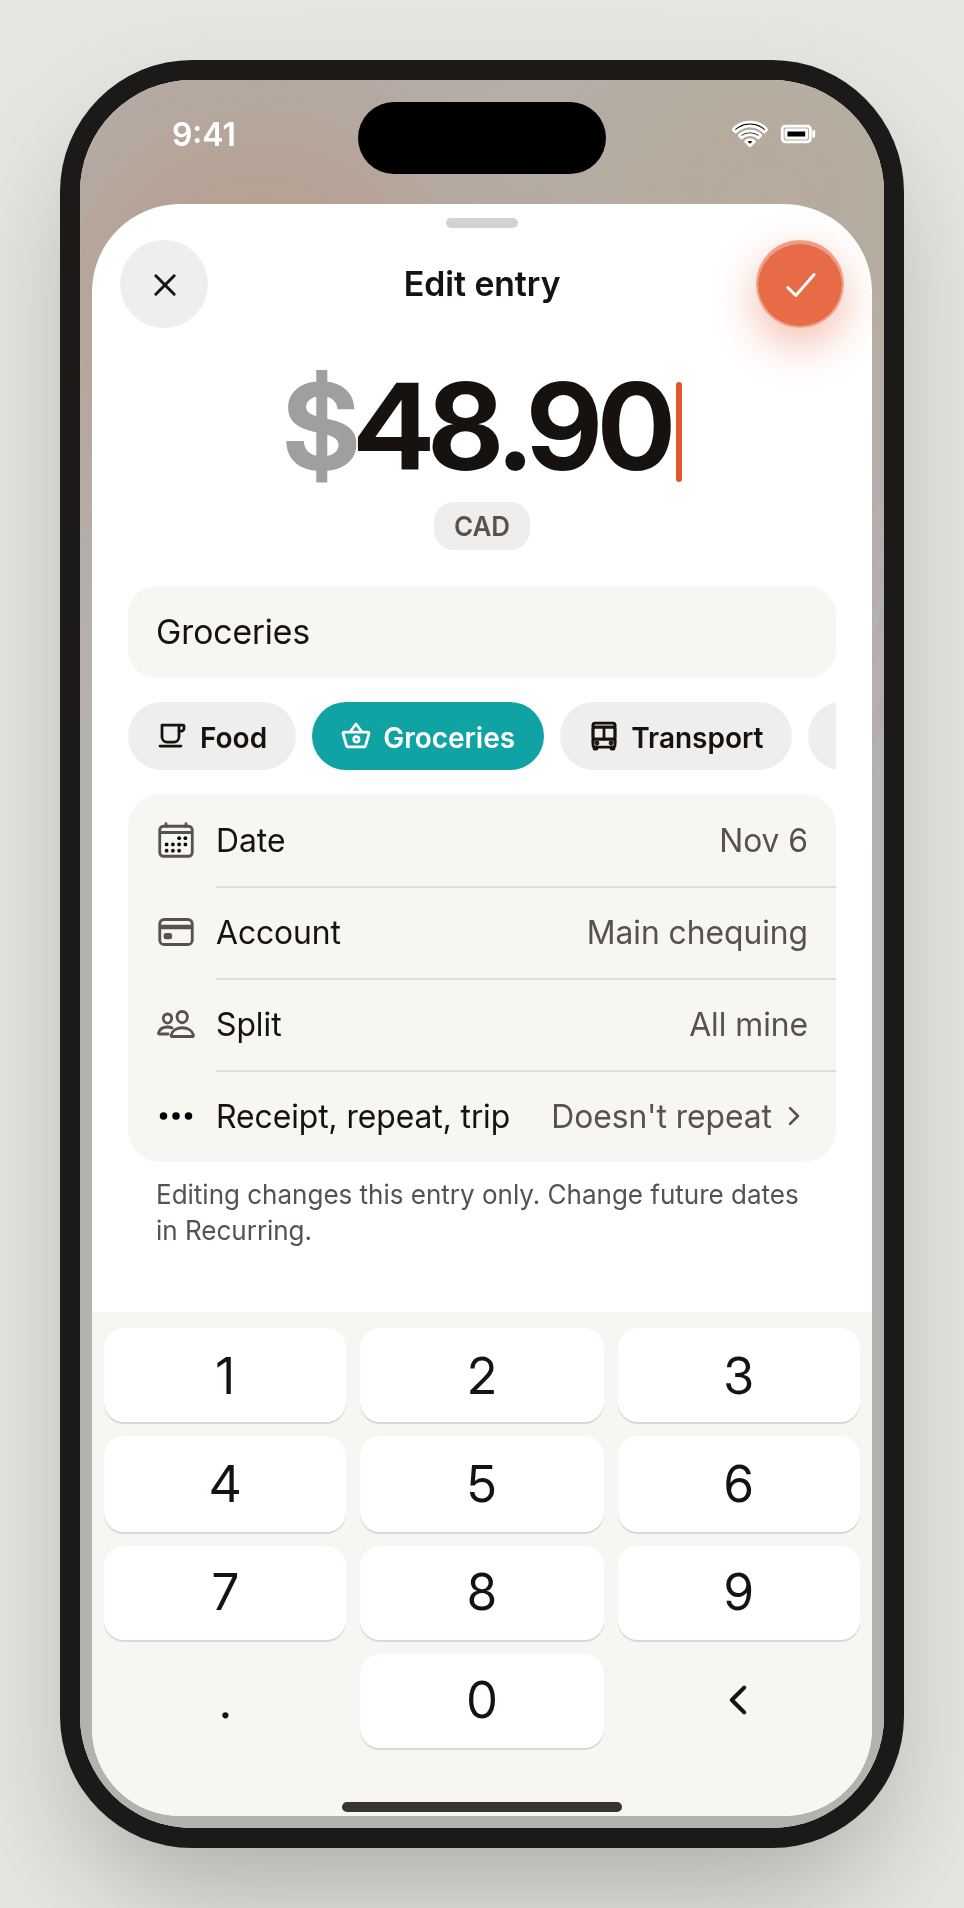 9:41
Edit entry
$48.90
CAD
Groceries
Food
Groceries
Transport
Date
Nov 6
Account
Main chequing
Split
All mine
Receipt, repeat, trip
Doesn't repeat
Editing changes this entry only. Change future dates
in Recurring.
1
2
3
4
5
6
7
8
9
.
0